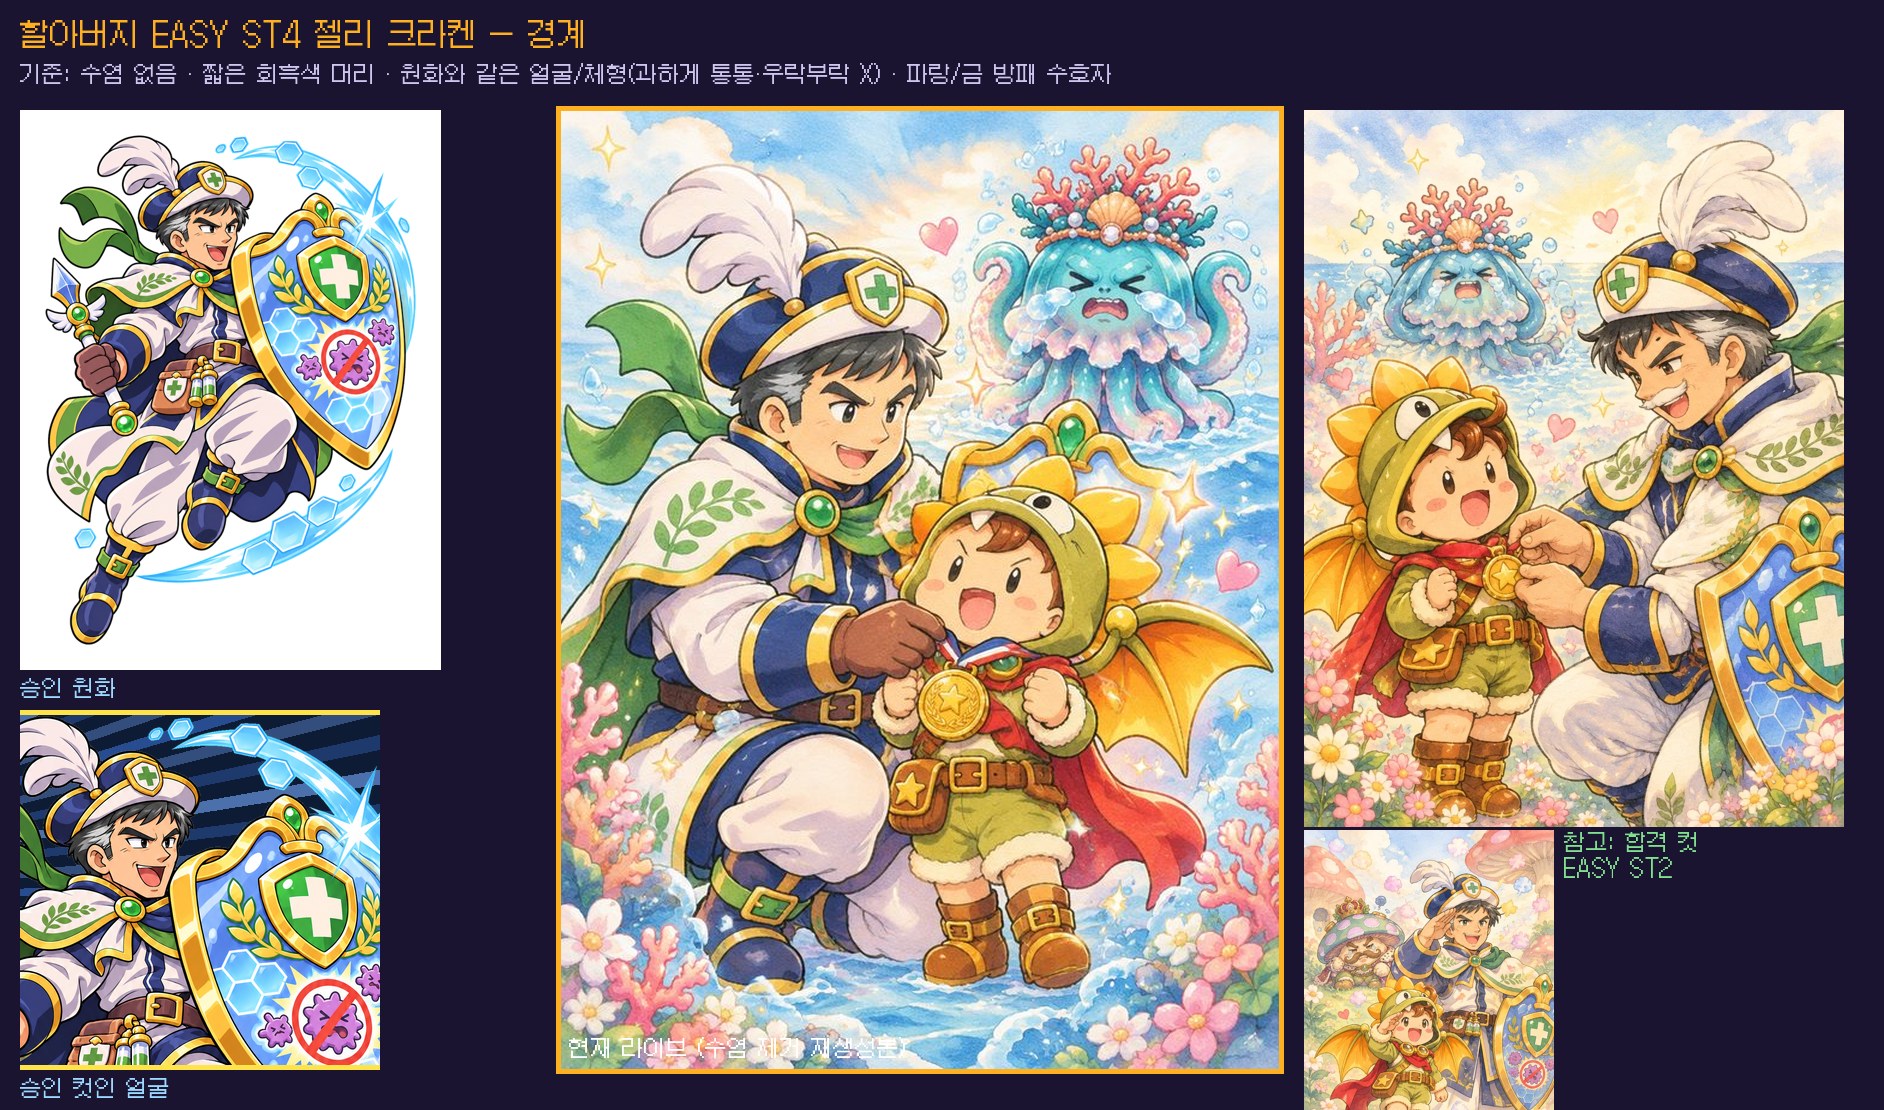 할아버지 EASY ST4 젤리 크라켄 — 경계
기준: 수염 없음 · 짧은 회흑색 머리 · 원화와 같은 얼굴/체형(과하게 통통·우락부락 X) · 파랑/금 방패 수호자
승인 원화
승인 컷인 얼굴
현재 라이브 (수염 제거 재생성본)
참고: 합격 컷
EASY ST2